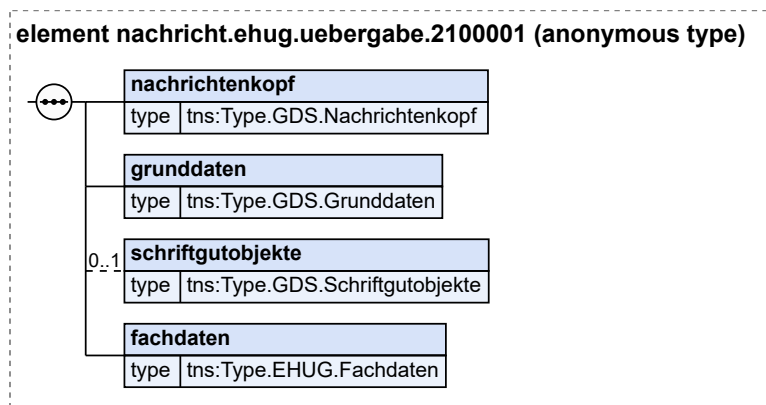 element nachricht.ehug.uebergabe.2100001 (anonymous type)
nachrichtenkopf
type tns:Type.GDS.Nachrichtenkopf
grunddaten
type tns:Type.GDS.Grunddaten
0..1
schriftgutobjekte
type tns:Type.GDS.Schriftgutobjekte
fachdaten
type tns:Type.EHUG.Fachdaten